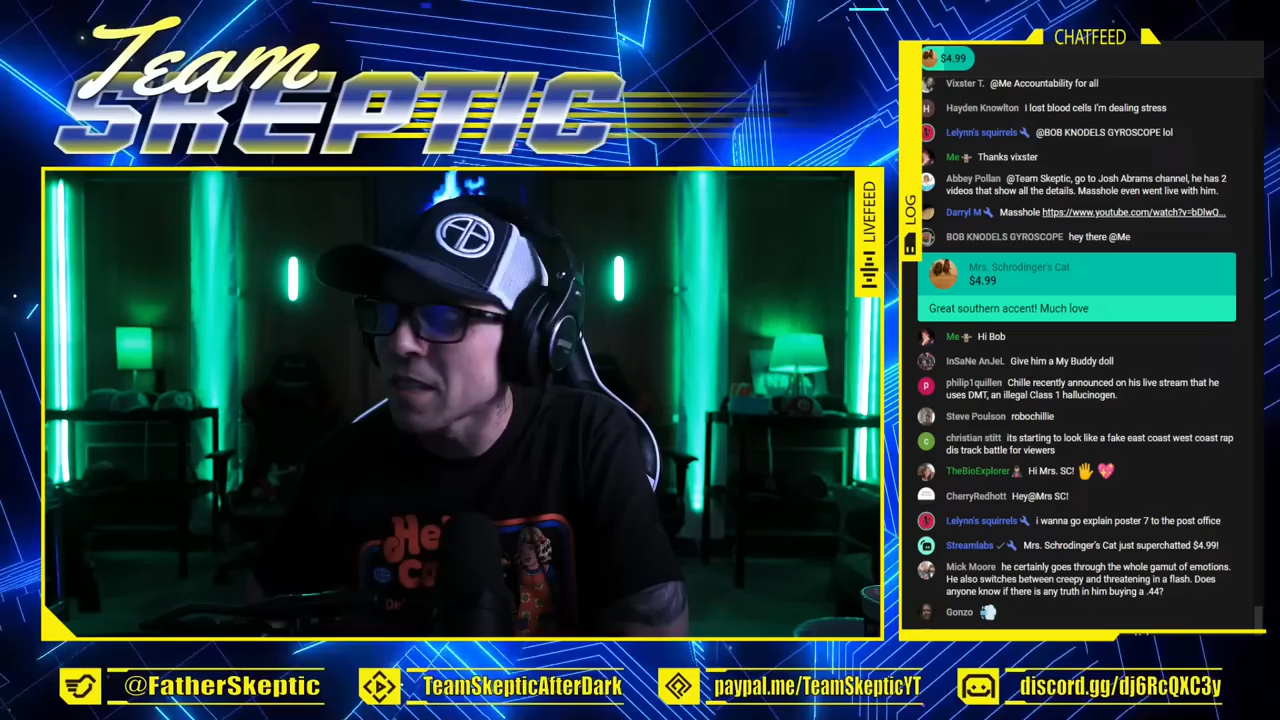 Team
SKEPTIC
CHATFEED
$4.99
Vixster T. @Me Accountability for all
Hayden Knowlton I lost blood cells I'm dealing stress
Lelynn's squirrels @BOB KNODELS GYROSCOPE lol
Me Thanks vixster
Abbey Pollan @Team Skeptic, go to Josh Abrams channel, he has 2
videos that show all the details. Masshole even went live with him.
Darryl M Masshole https://www.youtube.com/watch?v=bDlwQ...
BOB KNODELS GYROSCOPE hey there @Me
Mrs. Schrodinger's Cat
$4.99
Great southern accent! Much love
Me Hi Bob
InSaNe AnJeL Give him a My Buddy doll
philip1quillen Chille recently announced on his live stream that he
uses DMT, an illegal Class 1 hallucinogen.
Steve Poulson robochillie
christian stitt its starting to look like a fake east coast west coast rap
dis track battle for viewers
TheBioExplorer Hi Mrs. SC! 🖐💖
CherryRedhott Hey@Mrs SC!
Lelynn's squirrels i wanna go explain poster 7 to the post office
Streamlabs Mrs. Schrodinger's Cat just superchatted $4.99!
Mick Moore he certainly goes through the whole gamut of emotions.
He also switches between creepy and threatening in a flash. Does
anyone know if there is any truth in him buying a .44?
Gonzo 💨
LIVEFEED
LOG
@FatherSkeptic
TeamSkepticAfterDark
paypal.me/TeamSkepticYT
discord.gg/dj6RcQXC3y